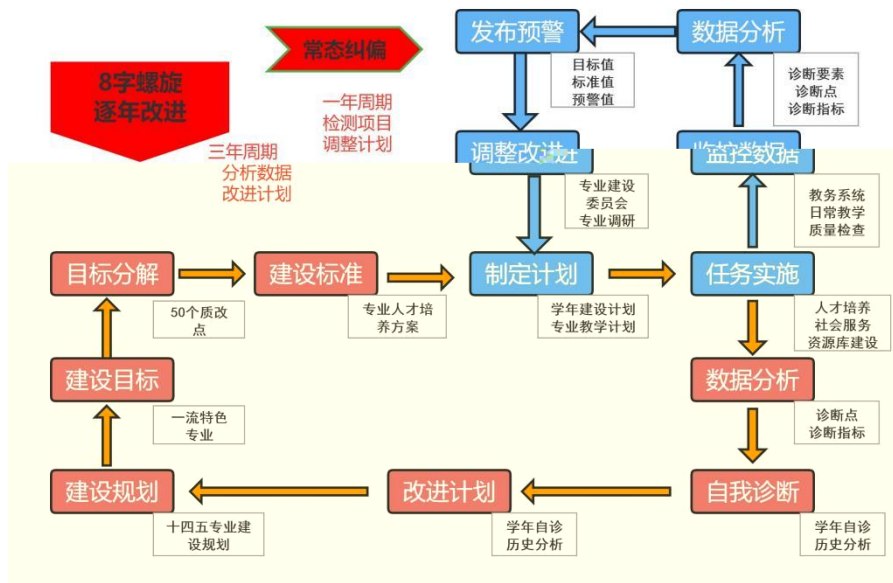 8字螺旋
逐年改进
常态纠偏
一年周期
检测项目
调整计划
三年周期
分析数据
改进计划
发布预警
目标值
标准值
预警值
数据分析
诊断要素
诊断点
诊断指标
调整改进
专业建设
委员会
专业调研
监控数据
教务系统
日常教学
质量检查
目标分解
50个质改
点
建设标准
专业人才培
养方案
制定计划
学年建设计划
专业教学计划
任务实施
人才培养
社会服务
资源库建设
建设目标
一流特色
专业
数据分析
诊断点
诊断指标
建设规划
十四五专业建
设规划
改进计划
学年自诊
历史分析
自我诊断
学年自诊
历史分析